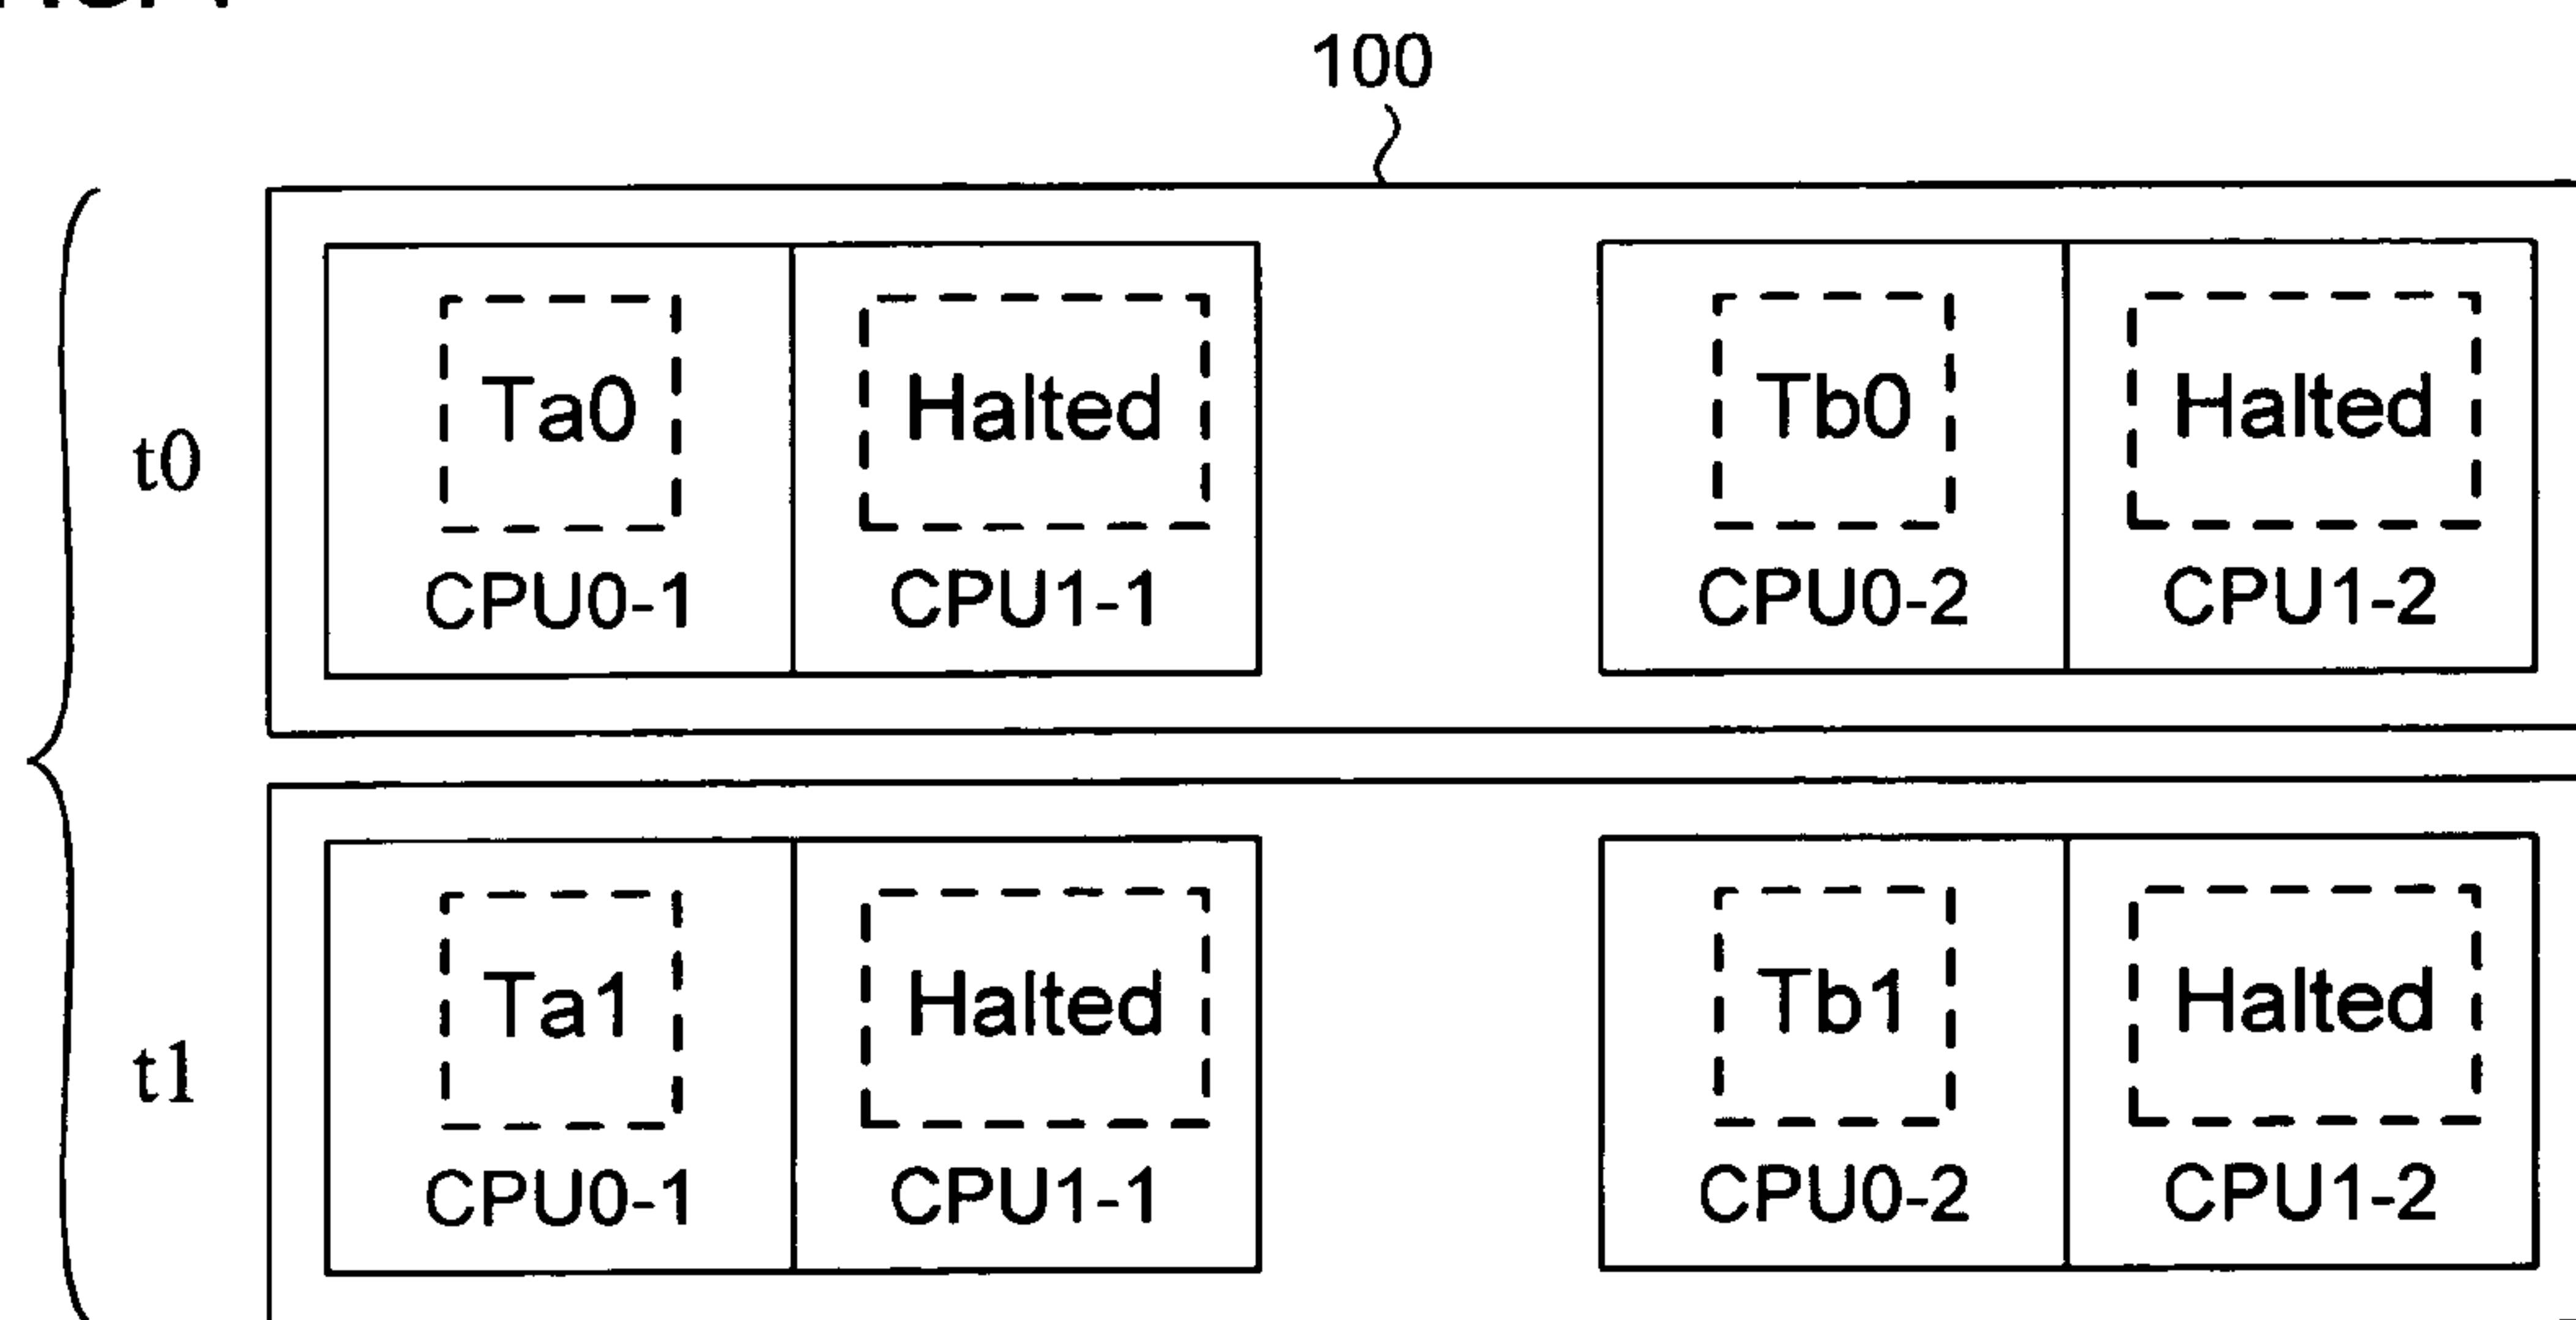 100
t0
Ta0 Halted Tb0 Halted
CPU0-1 CPU1-1 CPU0-2 CPU1-2
t1
Ta1 Halted Tb1 Halted
CPU0-1 CPU1-1 CPU0-2 CPU1-2